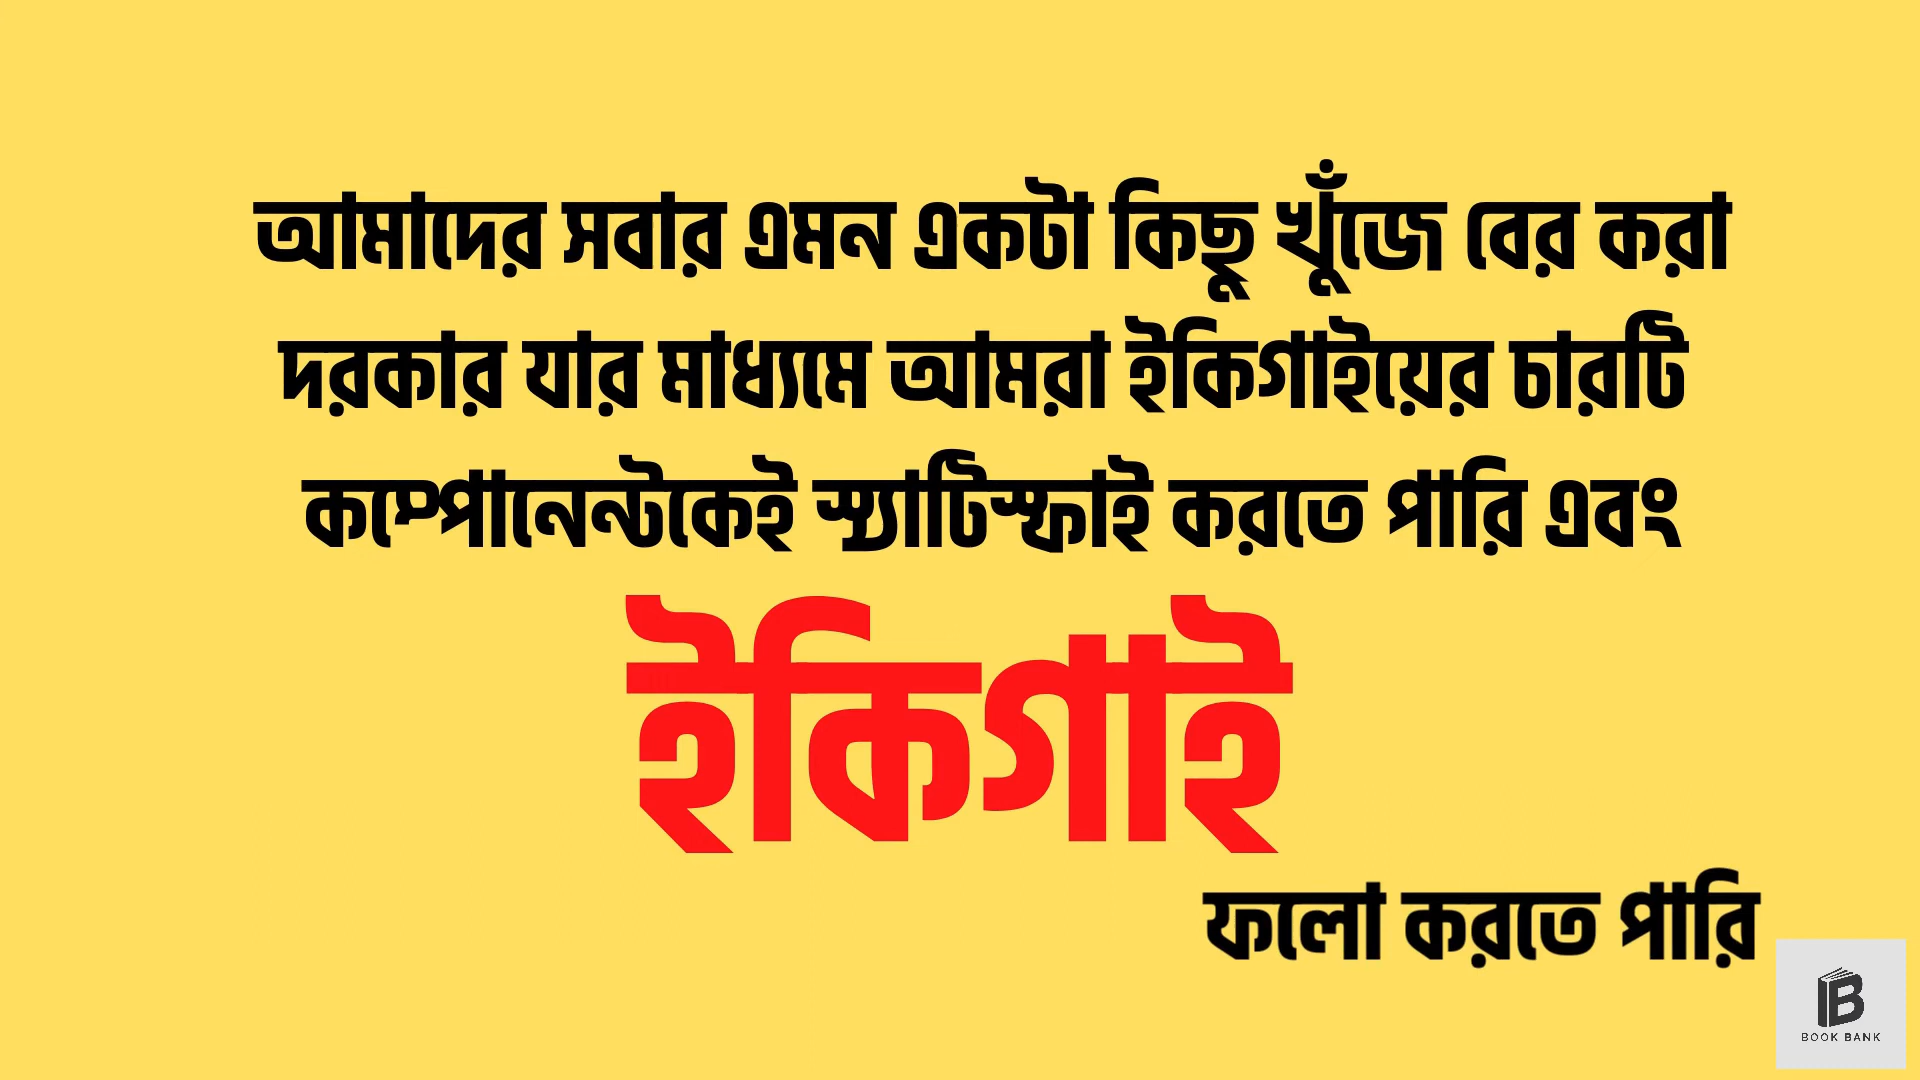 আমাদের সবার এমন একটা কিছু খুঁজে বের করা
দরকার যার মাধ্যমে আমরা ইকিগাইয়ের চারটি
কম্পোনেন্টকেই স্যাটিস্ফাই করতে পারি এবং
ইকিগাই
ফলো করতে পারি
BOOK BANK